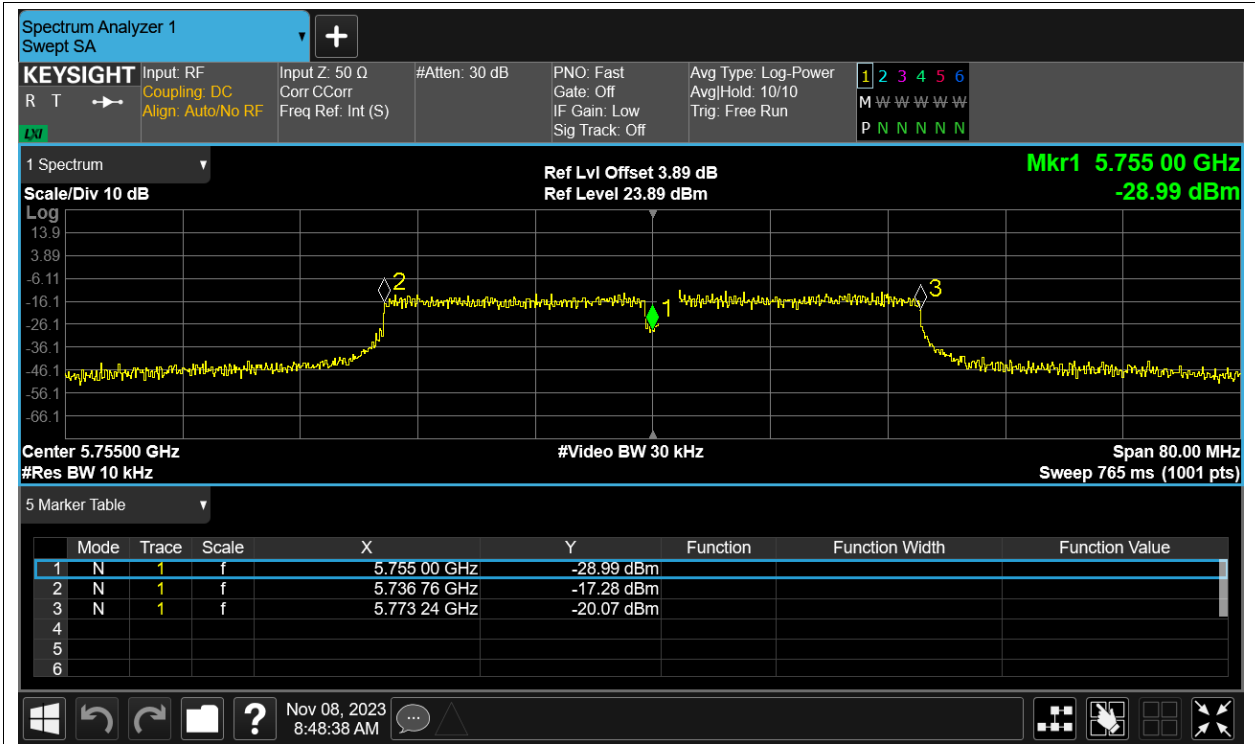 Spectrum Analyzer 1
Swept SA
+
KEYSIGHT Input: RF Input Z: 50 Ω #Atten: 30 dB PNO: Fast Avg Type: Log-Power 1 2 3 4 5 6
R T Coupling: DC Corr CCorr Gate: Off Avg|Hold: 10/10 M W W W W W
Align: Auto/No RF Freq Ref: Int (S) IF Gain: Low Trig: Free Run
LXI Sig Track: Off P N N N N N
1 Spectrum Ref Lvl Offset 3.89 dB Mkr1 5.755 00 GHz
Scale/Div 10 dB Ref Level 23.89 dBm -28.99 dBm
Log
13.9
3.89
-6.11
2
3
-16.1
1
-26.1
-36.1
-46.1
-56.1
-66.1
Center 5.75500 GHz #Video BW 30 kHz Span 80.00 MHz
#Res BW 10 kHz Sweep 765 ms (1001 pts)
5 Marker Table
Mode Trace Scale X Y Function Function Width Function Value
1 N 1 f 5.755 00 GHz -28.99 dBm
2 N 1 f 5.736 76 GHz -17.28 dBm
3 N 1 f 5.773 24 GHz -20.07 dBm
4
5
6
? Nov 08, 2023
8:48:38 AM